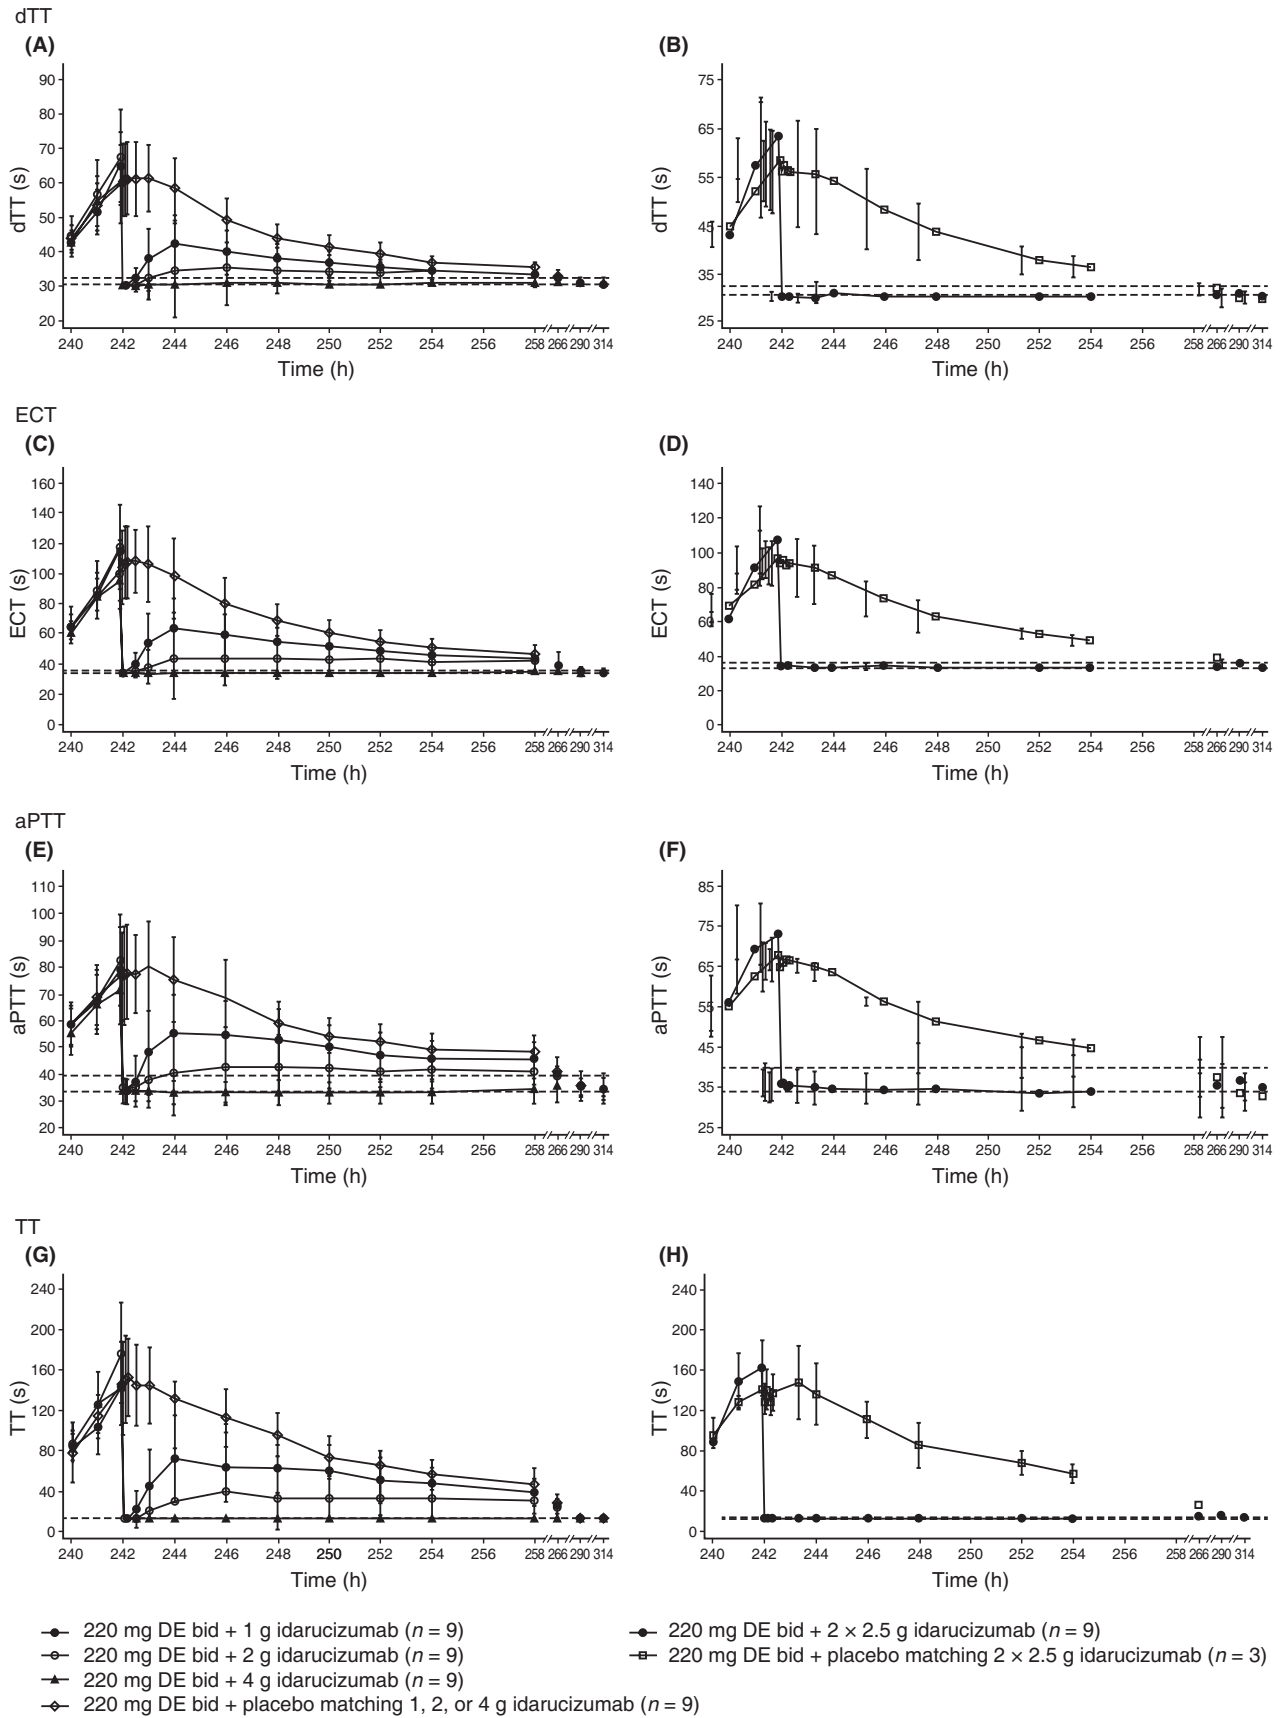 dTT
(A)
90
80
70
60
50
40
30
20
dTT (s)
240 242 244 246 248 250 252 254 256 258 266 290 314
Time (h)
(B)
75
65
55
45
35
25
dTT (s)
240 242 244 246 248 250 252 254 256 258 266 290 314
Time (h)
ECT
(C)
160
140
120
100
80
60
40
20
0
ECT (s)
240 242 244 246 248 250 252 254 256 258 266 290 314
Time (h)
(D)
140
120
100
80
60
40
20
0
ECT (s)
240 242 244 246 248 250 252 254 256 258 266 290 314
Time (h)
aPTT
(E)
110
100
90
80
70
60
50
40
30
20
aPTT (s)
240 242 244 246 248 250 252 254 256 258 266 290 314
Time (h)
(F)
85
75
65
55
45
35
25
aPTT (s)
240 242 244 246 248 250 252 254 256 258 266 290 314
Time (h)
TT
(G)
240
200
160
120
80
40
0
TT (s)
240 242 244 246 248 250 252 254 256 258 266 290 314
Time (h)
(H)
240
200
160
120
80
40
0
TT (s)
240 242 244 246 248 250 252 254 256 258 266 290 314
Time (h)
220 mg DE bid + 1 g idarucizumab (n = 9)
220 mg DE bid + 2 g idarucizumab (n = 9)
220 mg DE bid + 4 g idarucizumab (n = 9)
220 mg DE bid + placebo matching 1, 2, or 4 g idarucizumab (n = 9)
220 mg DE bid + 2 × 2.5 g idarucizumab (n = 9)
220 mg DE bid + placebo matching 2 × 2.5 g idarucizumab (n = 3)